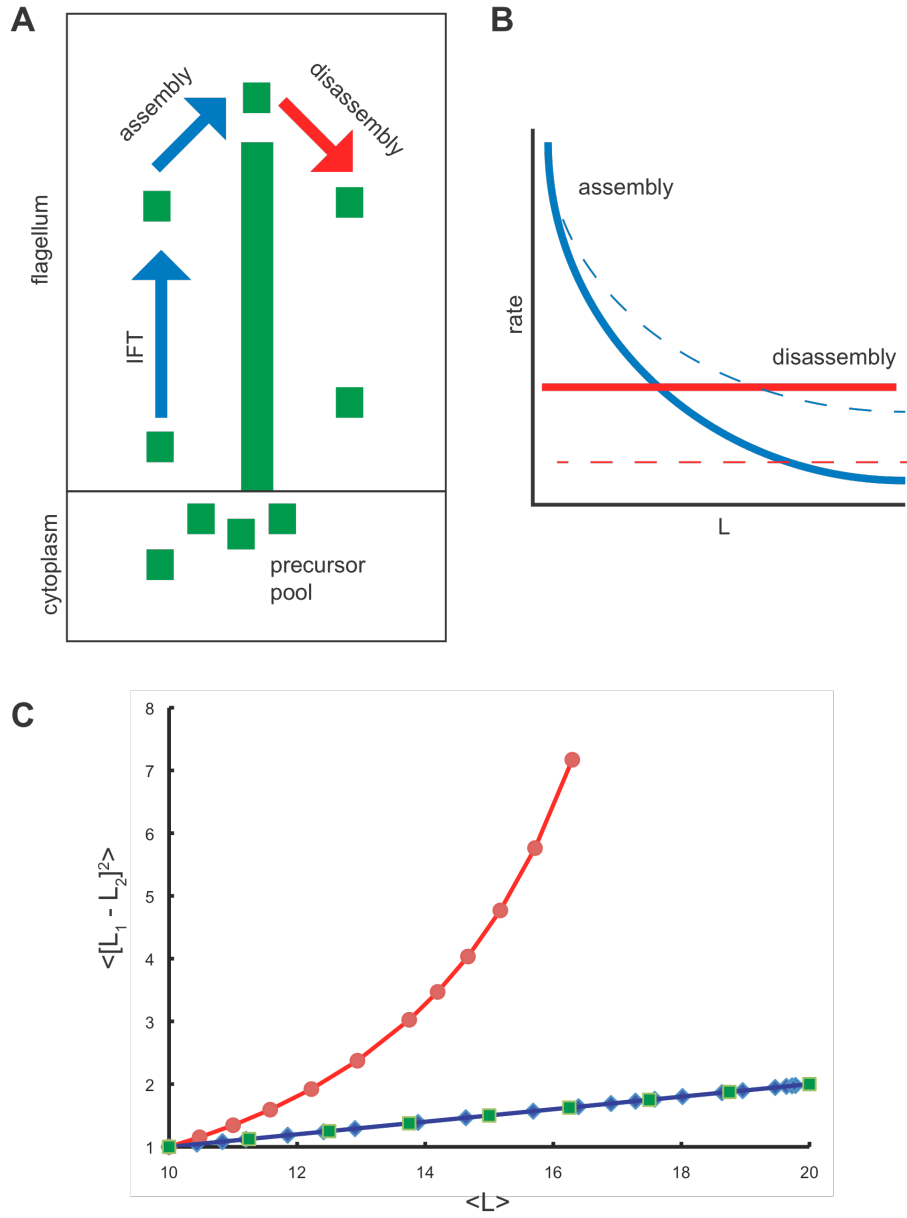 A
assembly
disassembly
flagellum
IFT
cytoplasm
precursor
pool
B
assembly
disassembly
rate
L
C
<[L₁ - L₂]²>
8
7
6
5
4
3
2
1
10
12
14
16
18
20
<L>